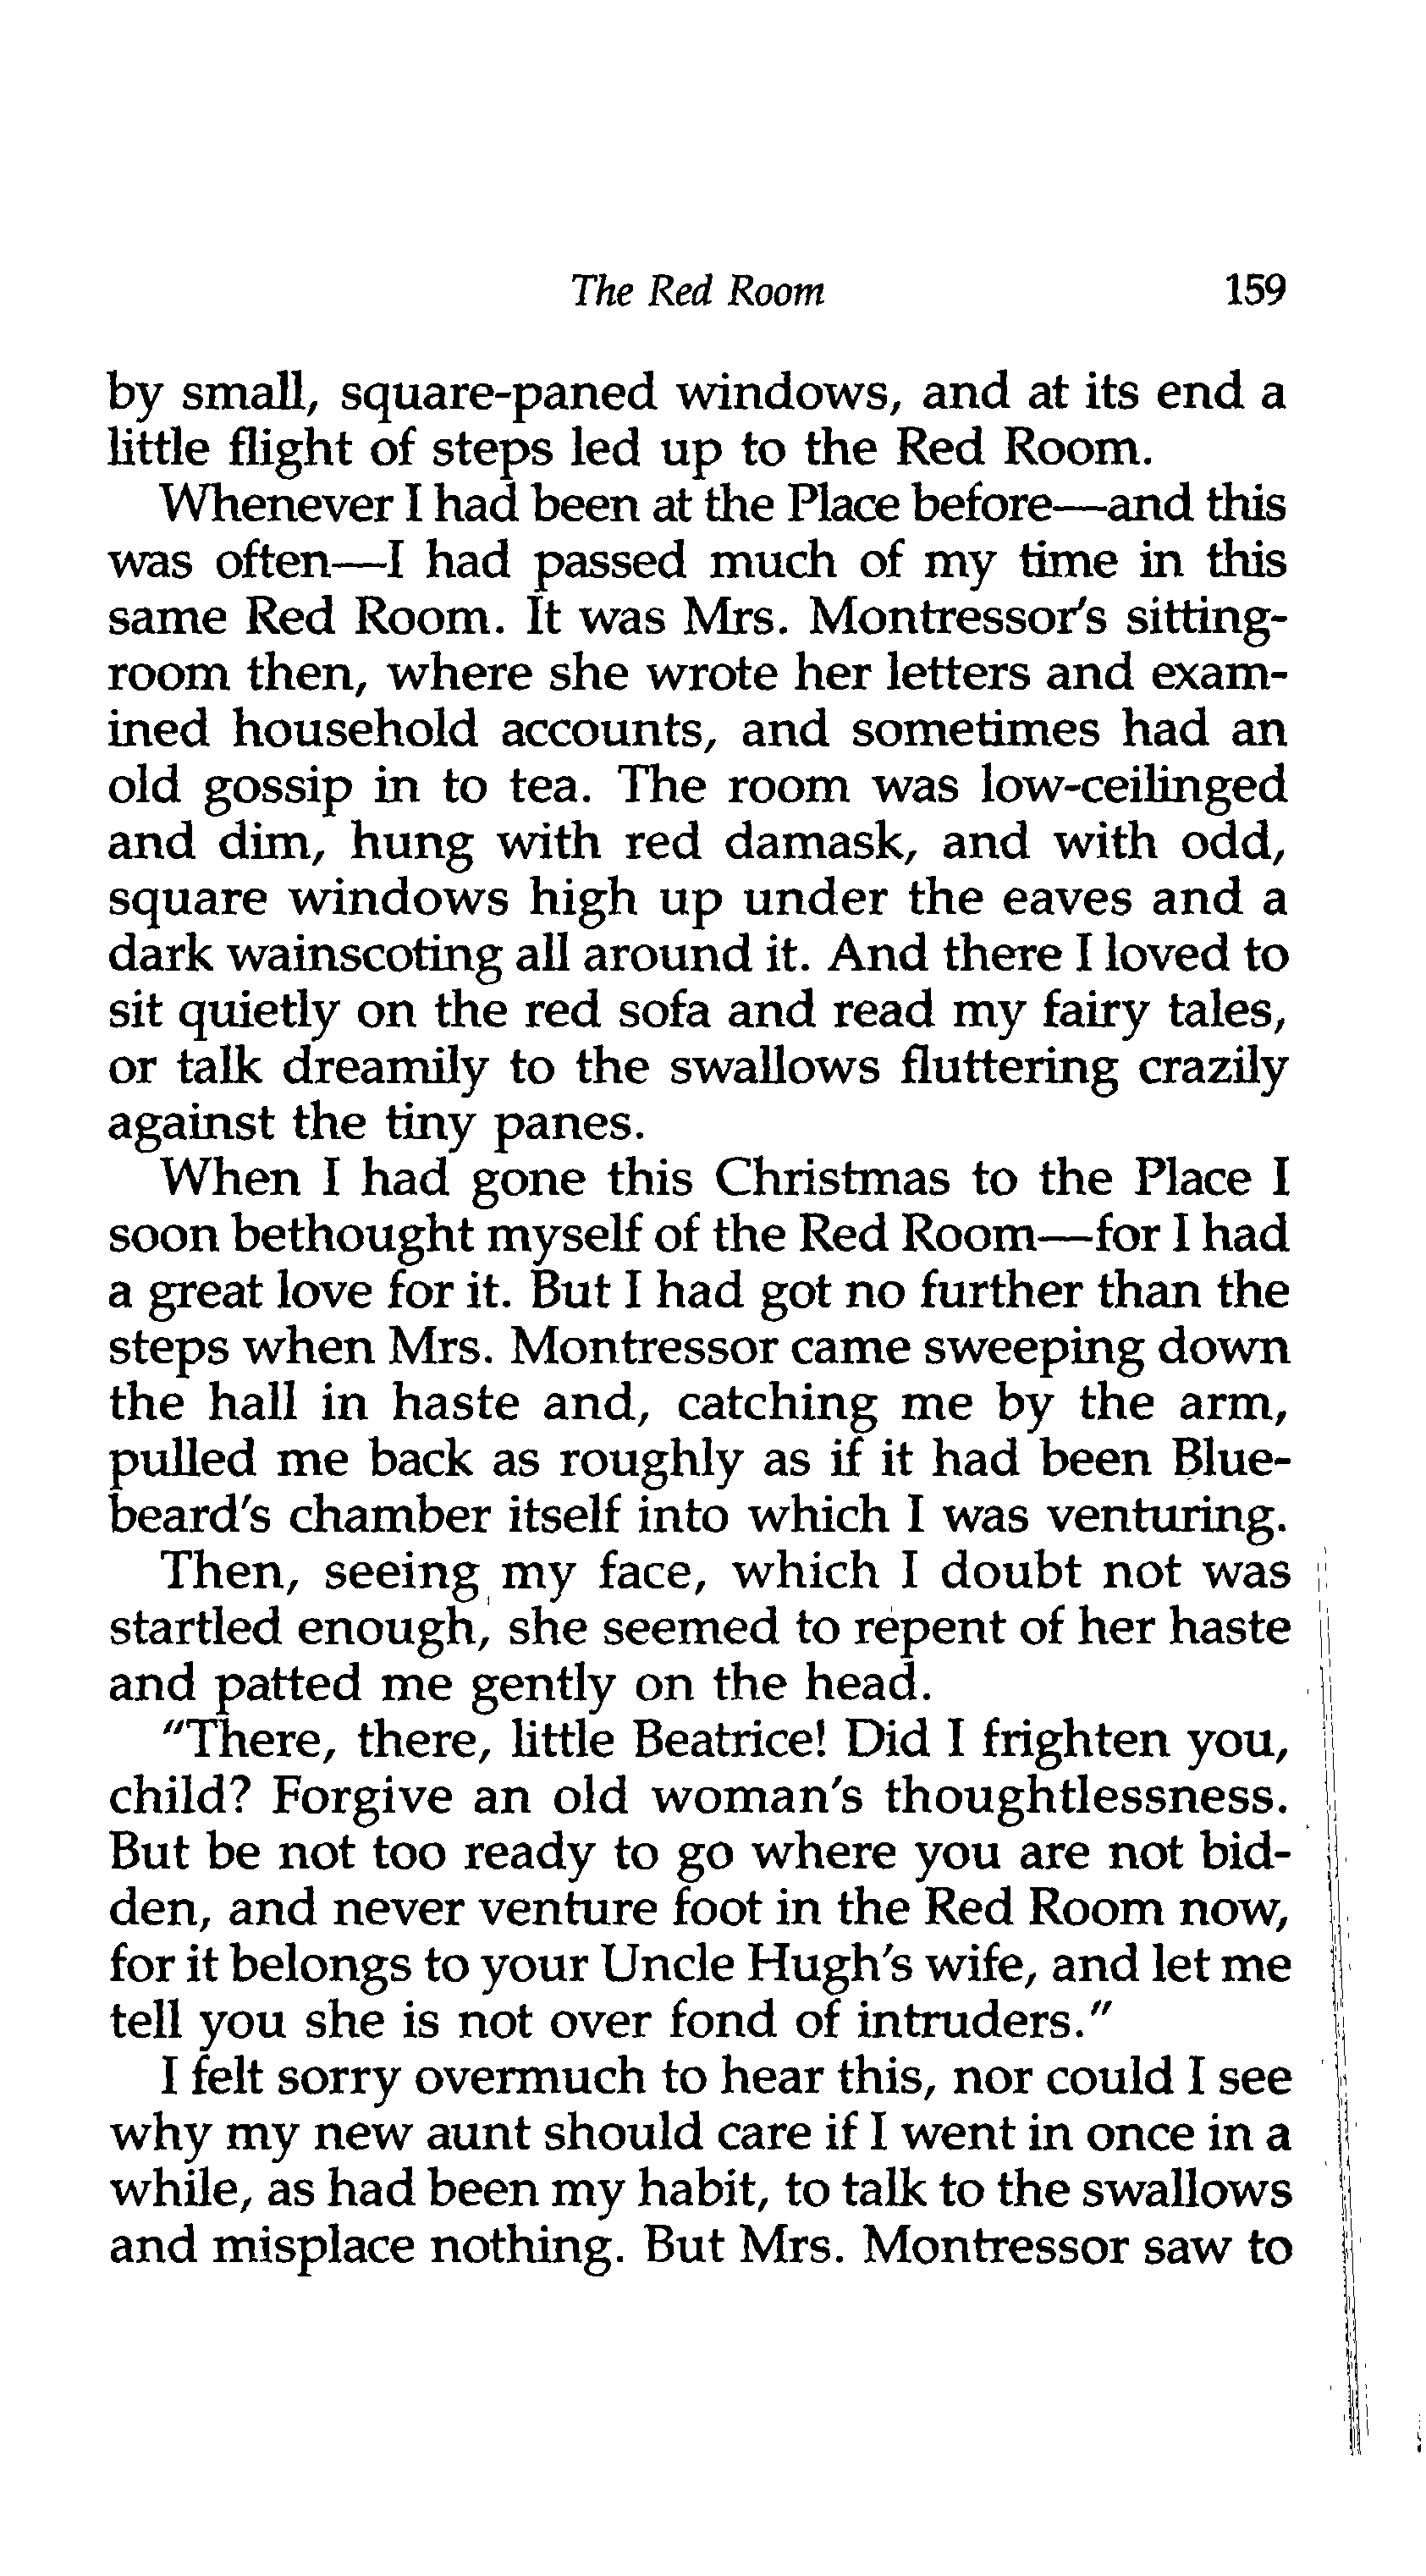 The Red Room 159
by small, square-paned windows, and at its end a
little flight of steps led up to the Red Room.
Whenever I had been at the Place before—and this
was often—I had passed much of my time in this
same Red Room. It was Mrs. Montressor's sitting-
room then, where she wrote her letters and exam-
ined household accounts, and sometimes had an
old gossip in to tea. The room was low-ceilinged
and dim, hung with red damask, and with odd,
square windows high up under the eaves and a
dark wainscoting all around it. And there I loved to
sit quietly on the red sofa and read my fairy tales,
or talk dreamily to the swallows fluttering crazily
against the tiny panes.
When I had gone this Christmas to the Place I
soon bethought myself of the Red Room—for I had
a great love for it. But I had got no further than the
steps when Mrs. Montressor came sweeping down
the hall in haste and, catching me by the arm,
pulled me back as roughly as if it had been Blue-
beard's chamber itself into which I was venturing.
Then, seeing my face, which I doubt not was
startled enough, she seemed to repent of her haste
and patted me gently on the head.
"There, there, little Beatrice! Did I frighten you,
child? Forgive an old woman's thoughtlessness.
But be not too ready to go where you are not bid-
den, and never venture foot in the Red Room now,
for it belongs to your Uncle Hugh's wife, and let me
tell you she is not over fond of intruders."
I felt sorry overmuch to hear this, nor could I see
why my new aunt should care if I went in once in a
while, as had been my habit, to talk to the swallows
and misplace nothing. But Mrs. Montressor saw to